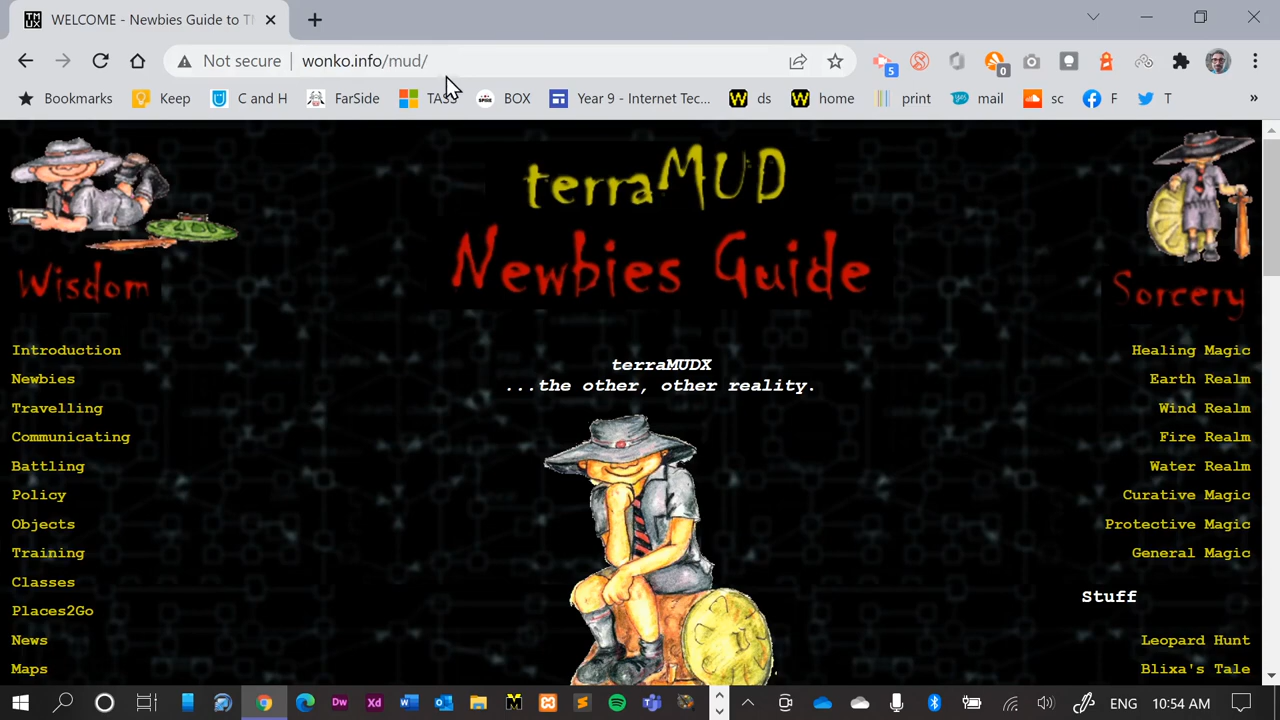 WELCOME - Newbies Guide to TM
Not secure wonko.info/mud/
5
0
Bookmarks Keep C and H FarSide TASS BOX Year 9 - Internet Tec... ds home print mail sc F T »
terraMUD
Newbies Guide
Wisdom
Sorcery
terraMUDX
...the other, other reality.
Introduction
Newbies
Travelling
Communicating
Battling
Policy
Objects
Training
Classes
Places2Go
News
Maps
Healing Magic
Earth Realm
Wind Realm
Fire Realm
Water Realm
Curative Magic
Protective Magic
General Magic
Stuff
Leopard Hunt
Blixa's Tale
ENG 10:54 AM